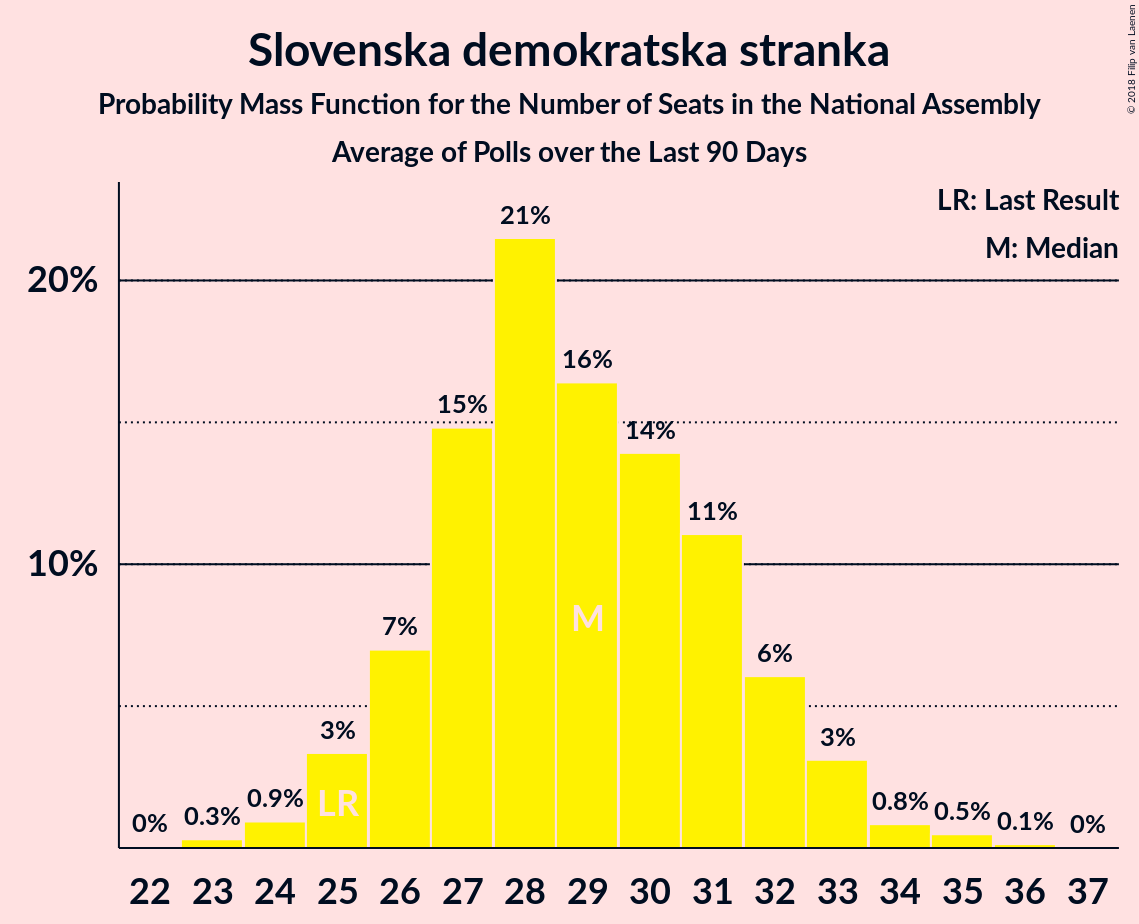 Slovenska demokratska stranka
Probability Mass Function for the Number of Seats in the National Assembly
Average of Polls over the Last 90 Days
© 2018 Filip van Laenen
LR: Last Result
M: Median
20%
10%
0%
0.3%
0.9%
3%
7%
15%
21%
16%
14%
11%
6%
3%
0.8%
0.5%
0.1%
0%
LR
M
22 23 24 25 26 27 28 29 30 31 32 33 34 35 36 37